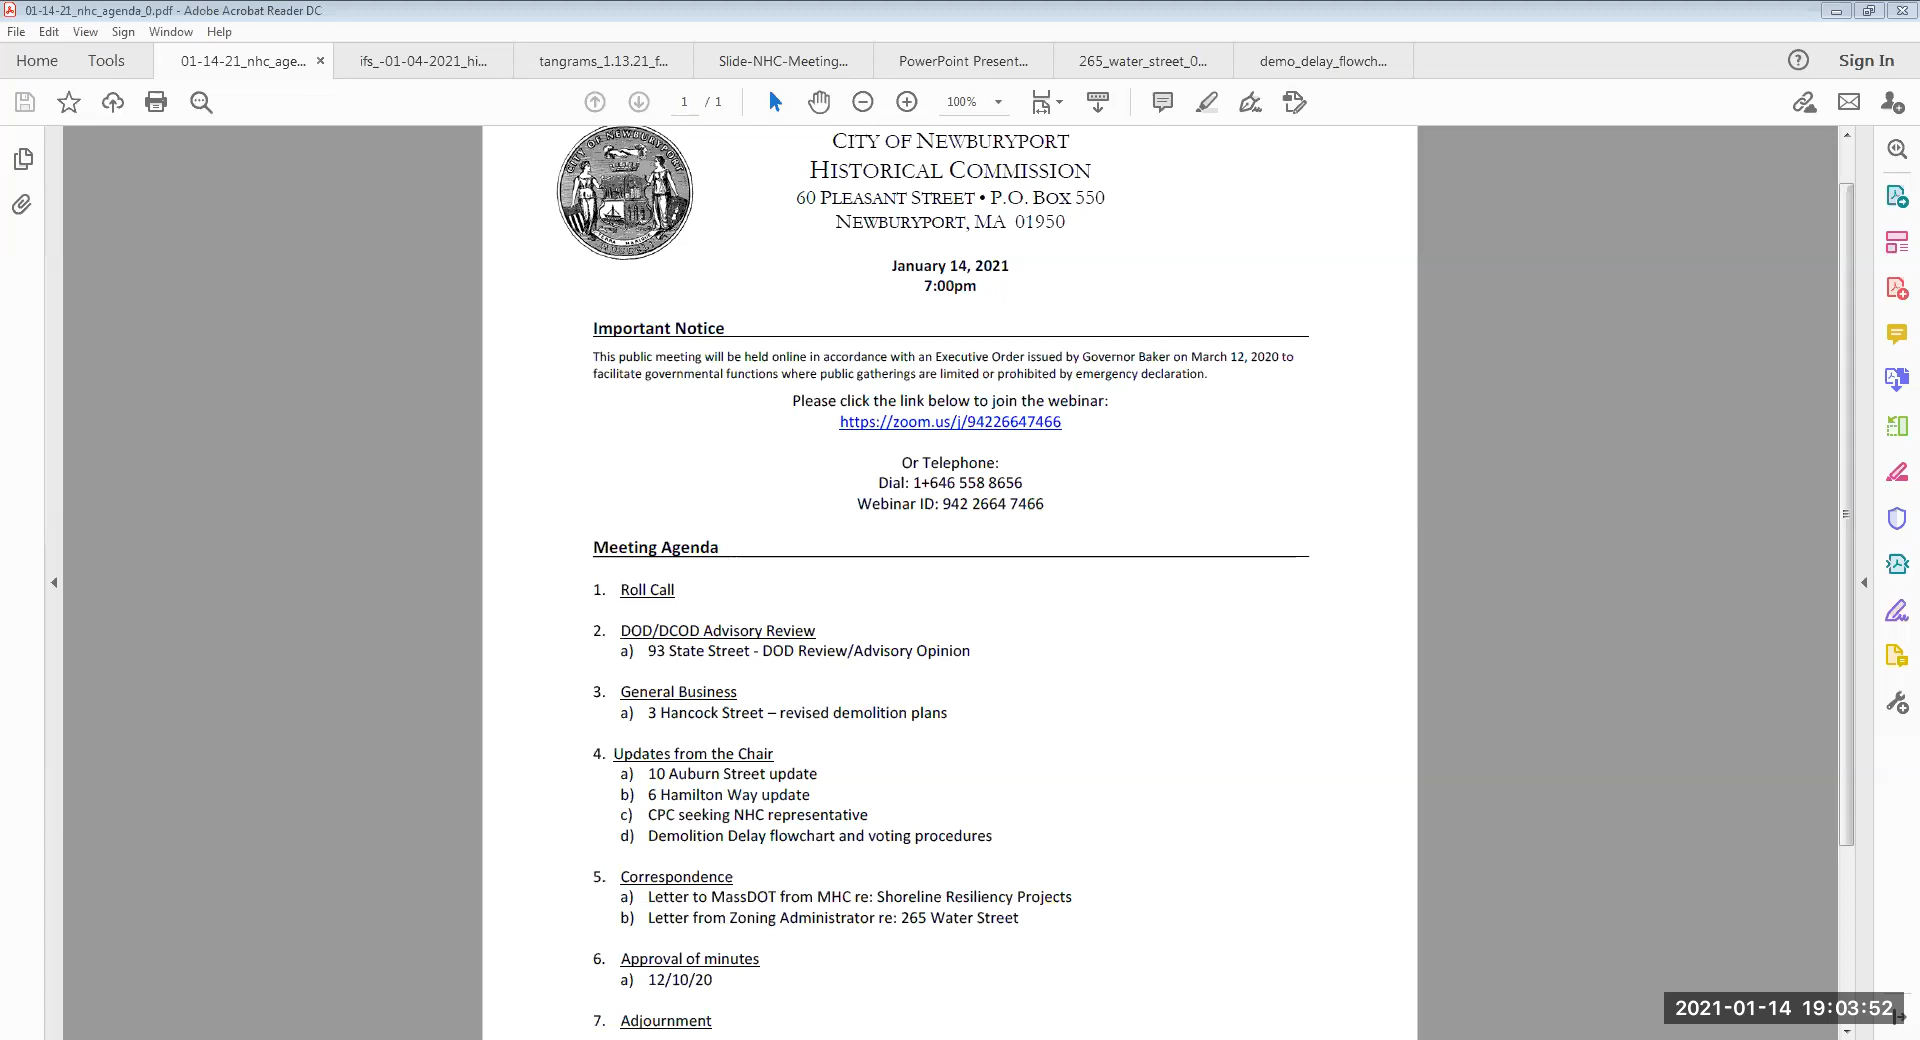 01-14-21_nhc_agenda_0.pdf - Adobe Acrobat Reader DC
File Edit View Sign Window Help
Home Tools 01-14-21_nhc_age... × ifs_-01-04-2021_hi... tangrams_1.13.21_f... Slide-NHC-Meeting... PowerPoint Present... 265_water_street_0... demo_delay_flowch... Sign In
1 / 1 100%
CITY OF NEWBURYPORT
CITY OF NEWBURYPORT
HISTORICAL COMMISSION
60 PLEASANT STREET • P.O. BOX 550
NEWBURYPORT, MA 01950
January 14, 2021
7:00pm
Important Notice
This public meeting will be held online in accordance with an Executive Order issued by Governor Baker on March 12, 2020 to
facilitate governmental functions where public gatherings are limited or prohibited by emergency declaration.
Please click the link below to join the webinar:
https://zoom.us/j/94226647466
Or Telephone:
Dial: 1+646 558 8656
Webinar ID: 942 2664 7466
Meeting Agenda
1. Roll Call
2. DOD/DCOD Advisory Review
a) 93 State Street - DOD Review/Advisory Opinion
3. General Business
a) 3 Hancock Street – revised demolition plans
4. Updates from the Chair
a) 10 Auburn Street update
b) 6 Hamilton Way update
c) CPC seeking NHC representative
d) Demolition Delay flowchart and voting procedures
5. Correspondence
a) Letter to MassDOT from MHC re: Shoreline Resiliency Projects
b) Letter from Zoning Administrator re: 265 Water Street
6. Approval of minutes
a) 12/10/20
7. Adjournment
2021-01-14 19:03:52